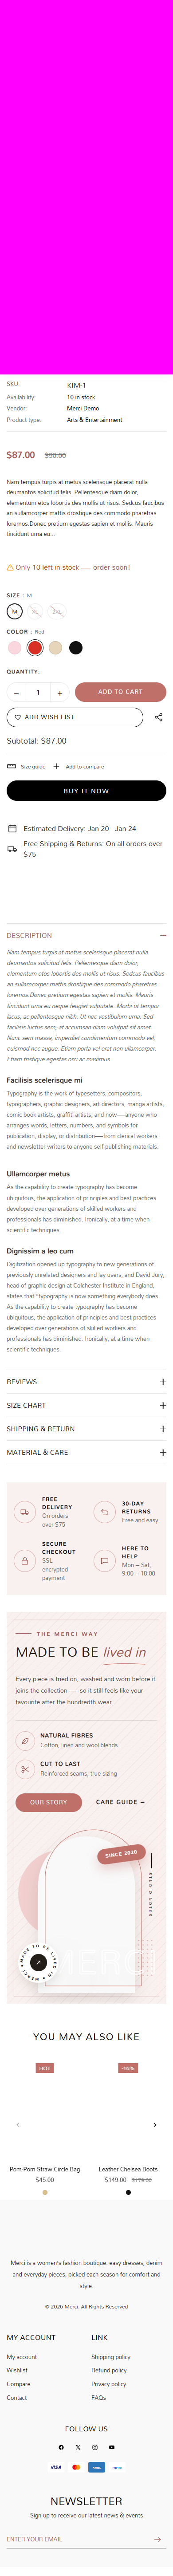 SKU: KIM-1
Availability: 10 in stock
Vendor: Merci Demo
Product type: Arts & Entertainment
$87.00 $90.00
Nam tempus turpis at metus scelerisque placerat nulla
deumantos solicitud felis. Pellentesque diam dolor,
elementum etos lobortis des mollis ut risus. Sedcus faucibus
an sullamcorper mattis drostique des commodo pharetras
loremos.Donec pretium egestas sapien et mollis. Mauris
tincidunt urna eu...
Only 10 left in stock — order soon!
SIZE : M
M
COLOR : Red
QUANTITY:
1
ADD TO CART
ADD WISH LIST
Subtotal: $87.00
Size guide Add to compare
BUY IT NOW
Estimated Delivery: Jan 20 - Jan 24
Free Shipping & Returns: On all orders over
$75
DESCRIPTION
Nam tempus turpis at metus scelerisque placerat nulla
deumantos solicitud felis. Pellentesque diam dolor,
elementum etos lobortis des mollis ut risus. Sedcus faucibus
an sullamcorper mattis drostique des commodo pharetras
loremos.Donec pretium egestas sapien et mollis. Mauris
tincidunt urna eu neque feugiat vulputate. Morbi ut tempor
lacus, ac pellentesque nibh. Ut nec vestibulum urna. Sed
facilisis luctus sem, at accumsan diam volutpat sit amet.
Nunc sem massa, imperdiet condimentum commodo vel,
euismod nec augue. Etiam porta vel erat non ullamcorper.
Etiam tristique egestas orci ac maximus
Facilisis scelerisque mi
Typography is the work of typesetters, compositors,
typographers, graphic designers, art directors, manga artists,
comic book artists, graffiti artists, and now—anyone who
arranges words, letters, numbers, and symbols for
publication, display, or distribution—from clerical workers
and newsletter writers to anyone self-publishing materials.
Ullamcorper metus
As the capability to create typography has become
ubiquitous, the application of principles and best practices
developed over generations of skilled workers and
professionals has diminished. Ironically, at a time when
scientific techniques.
Dignissim a leo cum
Digitization opened up typography to new generations of
previously unrelated designers and lay users, and David Jury,
head of graphic design at Colchester Institute in England,
states that "typography is now something everybody does.
As the capability to create typography has become
ubiquitous, the application of principles and best practices
developed over generations of skilled workers and
professionals has diminished. Ironically, at a time when
scientific techniques.
REVIEWS
SIZE CHART
SHIPPING & RETURN
MATERIAL & CARE
FREE
DELIVERY
On orders
over $75
30-DAY
RETURNS
Free and easy
SECURE
CHECKOUT
SSL
encrypted
payment
HERE TO
HELP
Mon – Sat,
9:00 – 18:00
THE MERCI WAY
MADE TO BE lived in
Every piece is tried on, washed and worn before it
joins the collection — so it still feels like your
favourite after the hundredth wear.
NATURAL FIBRES
Cotton, linen and wool blends
CUT TO LAST
Reinforced seams, true sizing
OUR STORY
CARE GUIDE →
SINCE 2020
STUDIO NOTES
MADE TO BE LIVED IN • MERCI •
MERCI
YOU MAY ALSO LIKE
HOT
-16%
Pom-Pom Straw Circle Bag
$45.00
Leather Chelsea Boots
$149.00 $179.00
Merci is a women's fashion boutique: easy dresses, denim
and everyday pieces, picked each season for comfort and
style.
© 2026 Merci. All Rights Reserved
MY ACCOUNT
My account
Wishlist
Compare
Contact
LINK
Shipping policy
Refund policy
Privacy policy
FAQs
FOLLOW US
VISA
NEWSLETTER
Sign up to receive our latest news & events
ENTER YOUR EMAIL